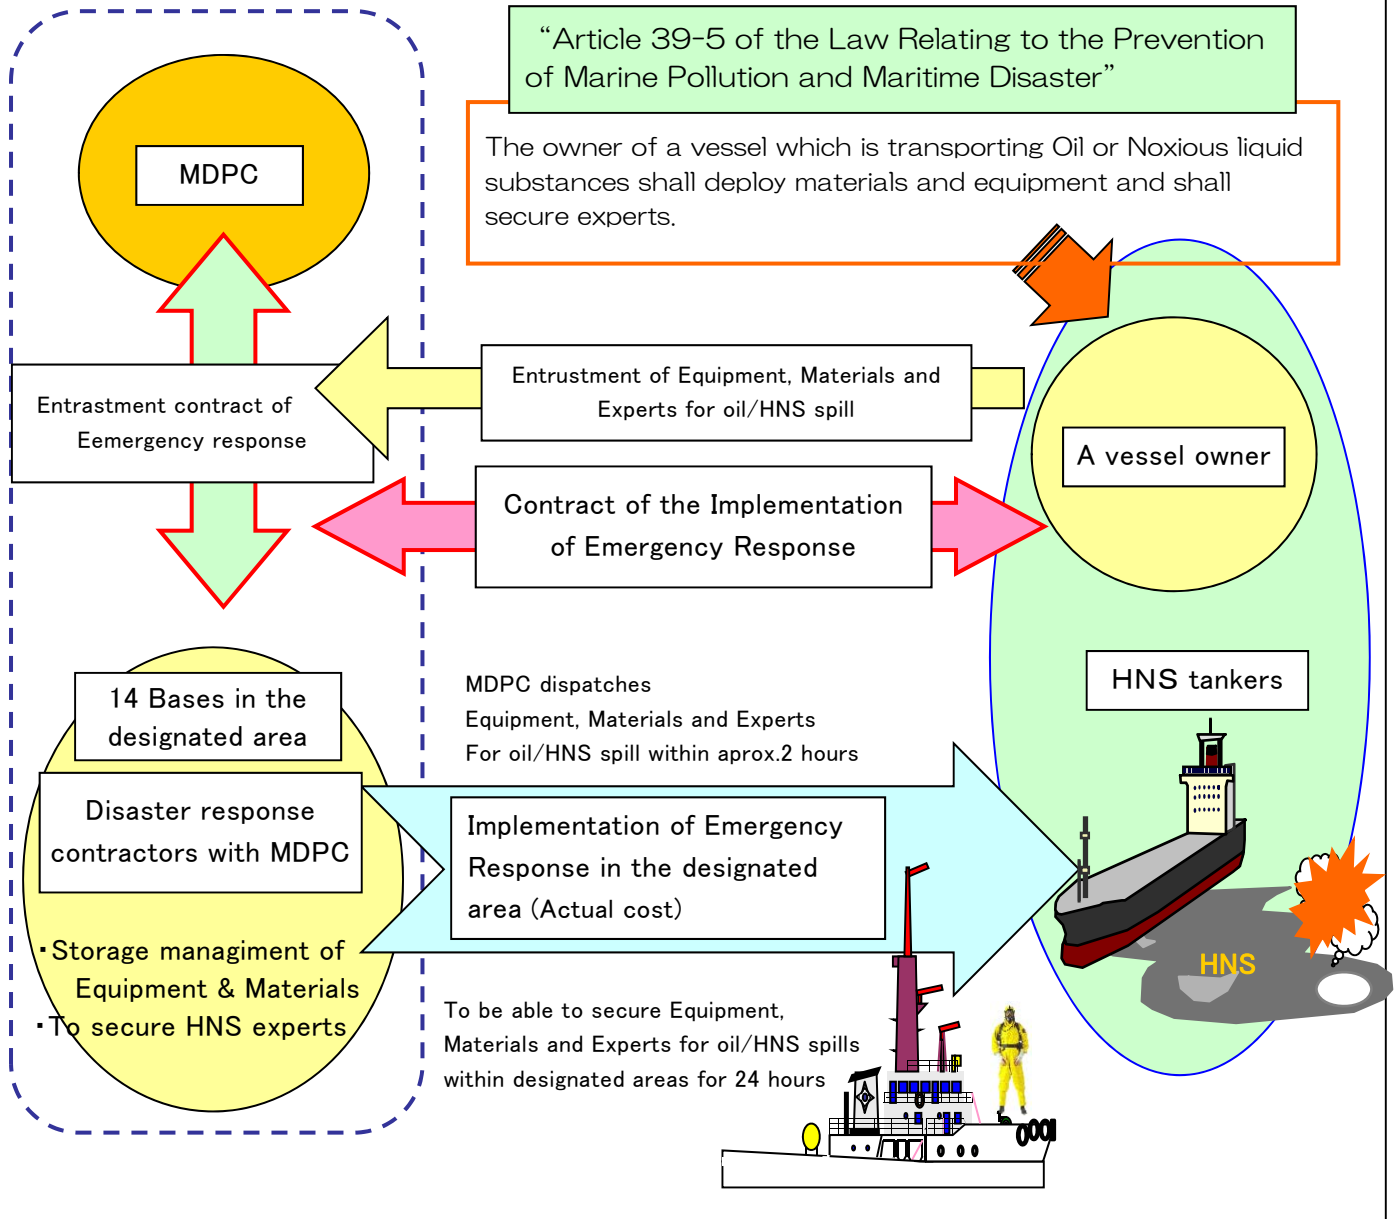 “Article 39-5 of the Law Relating to the Prevention
of Marine Pollution and Maritime Disaster”
The owner of a vessel which is transporting Oil or Noxious liquid
substances shall deploy materials and equipment and shall
secure experts.
MDPC
Entrastment contract of
Eemergency response
Entrustment of Equipment, Materials and
Experts for oil/HNS spill
A vessel owner
Contract of the Implementation
of Emergency Response
14 Bases in the
designated area
Disaster response
contractors with MDPC
・Storage managiment of
Equipment & Materials
・To secure HNS experts
MDPC dispatches
Equipment, Materials and Experts
For oil/HNS spill within aprox.2 hours
Implementation of Emergency
Response in the designated
area (Actual cost)
To be able to secure Equipment,
Materials and Experts for oil/HNS spills
within designated areas for 24 hours
HNS tankers
HNS